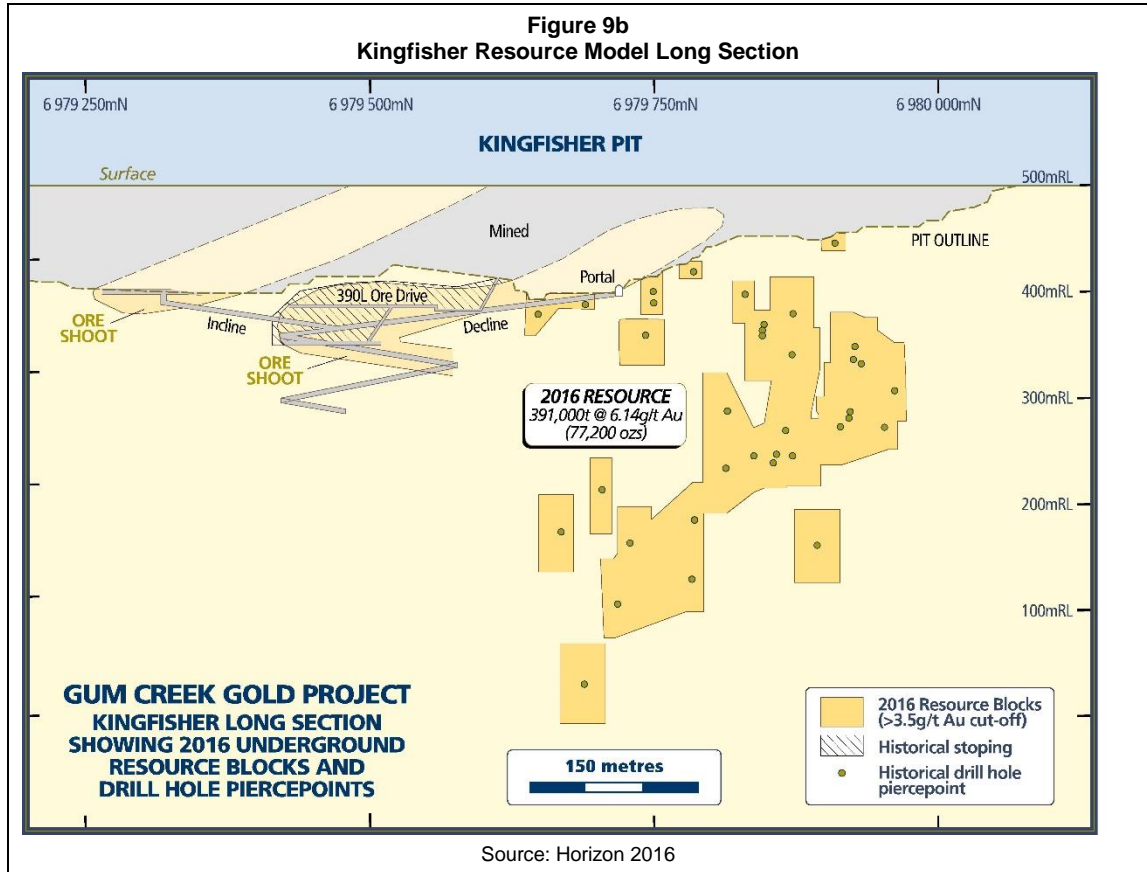 Figure 9b
Kingfisher Resource Model Long Section
6 979 250mN
6 979 500mN
6 979 750mN
6 980 000mN
KINGFISHER PIT
Surface
500mRL
Mined
PIT OUTLINE
Portal
390L Ore Drive
400mRL
ORE
SHOOT
Incline
Decline
ORE
SHOOT
2016 RESOURCE
391,000t @ 6.14g/t Au
(77,200 ozs)
300mRL
200mRL
100mRL
GUM CREEK GOLD PROJECT
KINGFISHER LONG SECTION
SHOWING 2016 UNDERGROUND
RESOURCE BLOCKS AND
DRILL HOLE PIERCEPOINTS
150 metres
2016 Resource Blocks
(>3.5g/t Au cut-off)
Historical stoping
Historical drill hole
piercepoint
Source: Horizon 2016